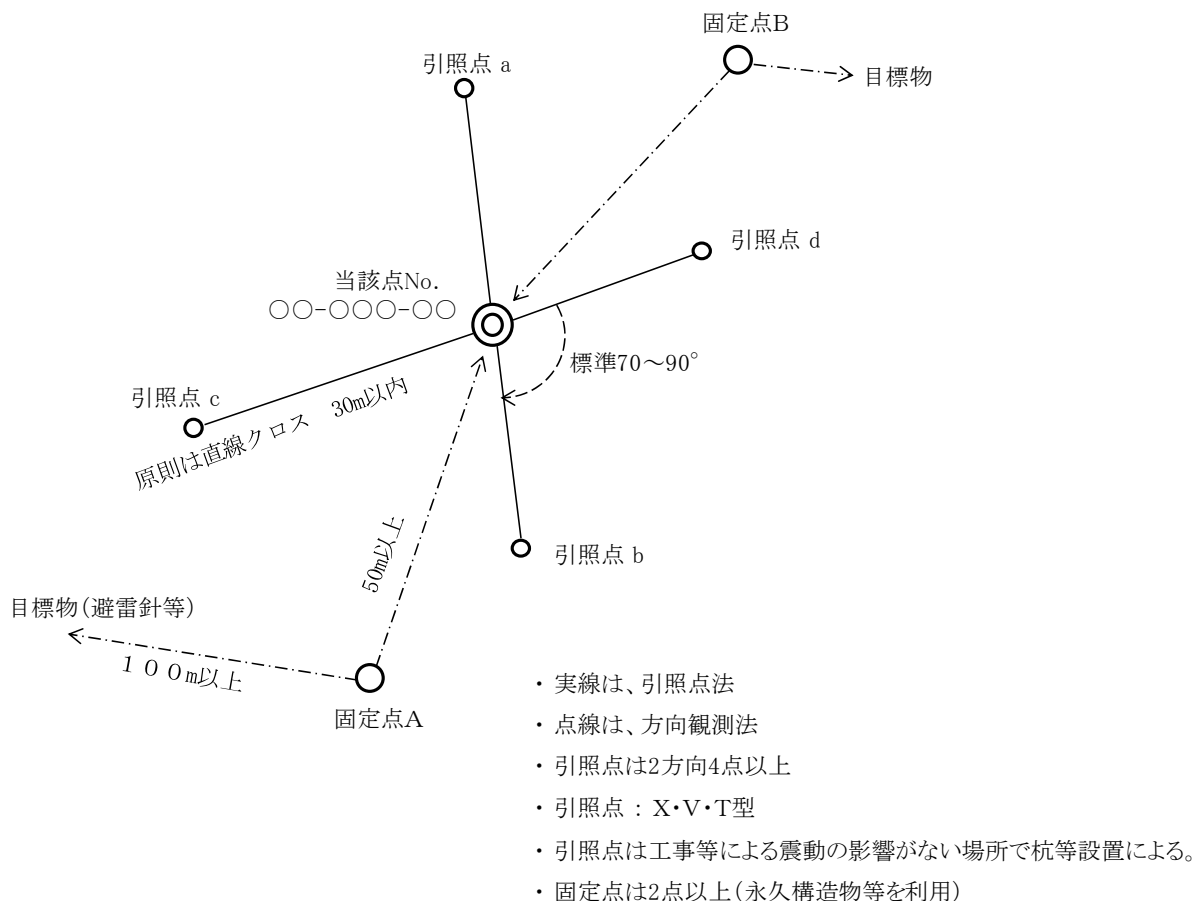 固定点B
引照点 a
目標物
引照点 d
当該点No.
○○-○○○-○○
標準70～90°
引照点 c
原則は直線クロス　30m以内
50m以上
引照点 b
目標物(避雷針等)
１００m以上
固定点A
・ 実線は、引照点法
・ 点線は、方向観測法
・ 引照点は2方向4点以上
・ 引照点 : X・V・T型
・ 引照点は工事等による震動の影響がない場所で杭等設置による。
・ 固定点は2点以上(永久構造物等を利用)